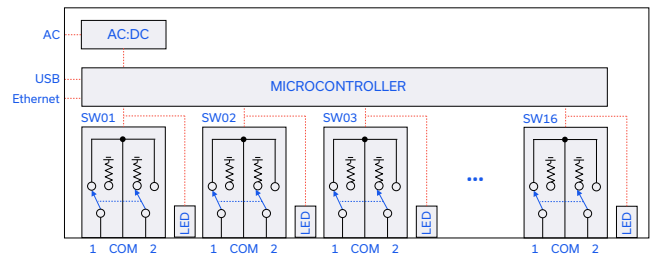 AC
AC:DC
USB
MICROCONTROLLER
Ethernet
SW01
SW02
SW03
SW16
...
LED
LED
LED
LED
1 COM 2
1 COM 2
1 COM 2
1 COM 2